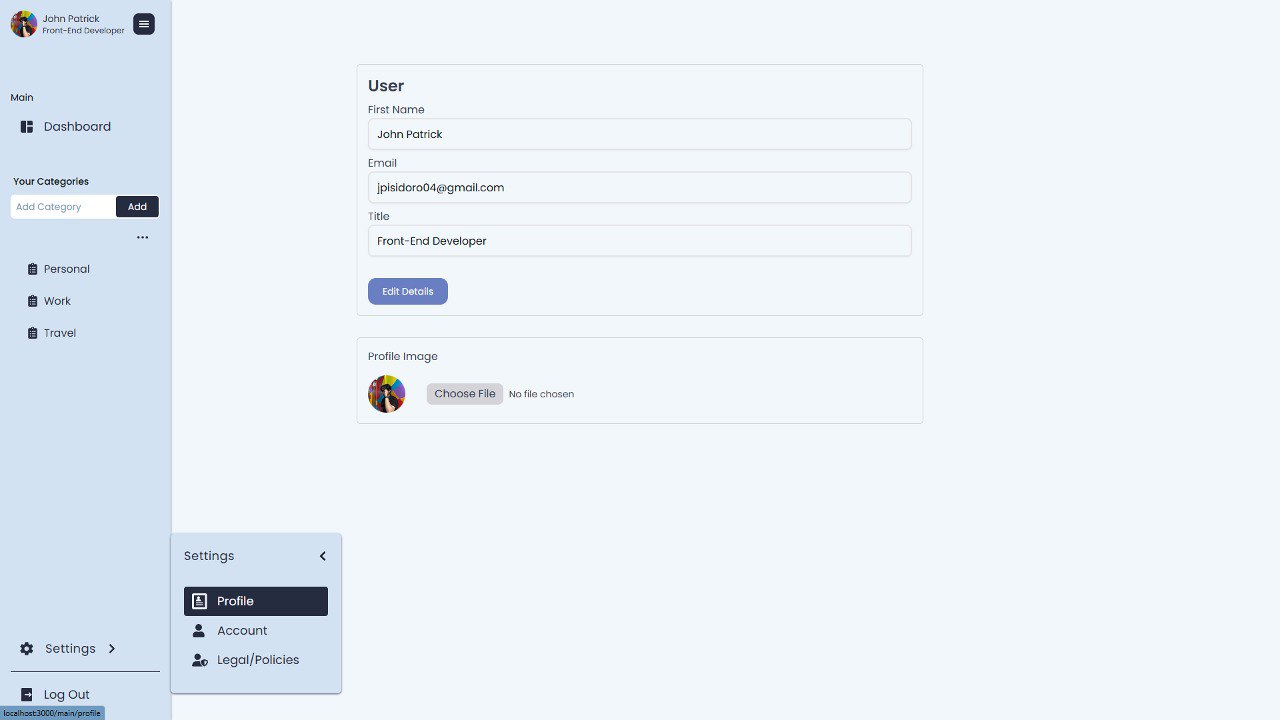 John Patrick
Front-End Developer
Main
Dashboard
Your Categories
Add Category
Add
Personal
Work
Travel
Settings
Log Out
localhost:3000/main/profile
Settings
Profile
Account
Legal/Policies
User
First Name
John Patrick
Email
jpisidoro04@gmail.com
Title
Front-End Developer
Edit Details
Profile Image
Choose File No file chosen